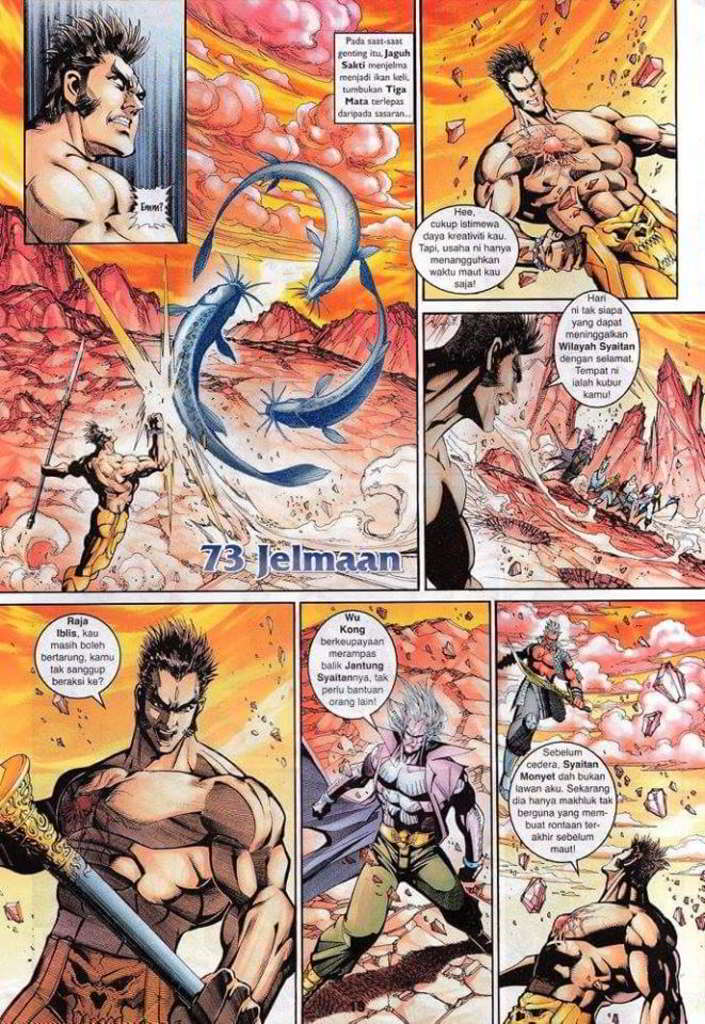 Pada saat-saat
genting itu, Jaguh
Sakti menjelma
menjadi ikan keli,
tumbukan Tiga
Mata terlepas
daripada sasaran...
Emm?
73 Jelmaan
Hee,
cukup istimewa
daya kreativiti kau.
Tapi, usaha ni hanya
menangguhkan
waktu maut kau
saja!
Hari
ni tak siapa
yang dapat
meninggalkan
Wilayah Syaitan
dengan selamat.
Tempat ni
ialah kubur
kamu!
Raja
Iblis, kau
masih boleh
bertarung, kamu
tak sanggup
beraksi ke?
Wu
Kong
berkeupayaan
merampas
balik Jantung
Syaitannya, tak
perlu bantuan
orang lain!
Sebelum
cedera, Syaitan
Monyet dah bukan
lawan aku. Sekarang
dia hanya makhluk tak
berguna yang mem-
buat rontaan ter-
akhir sebelum
maut!